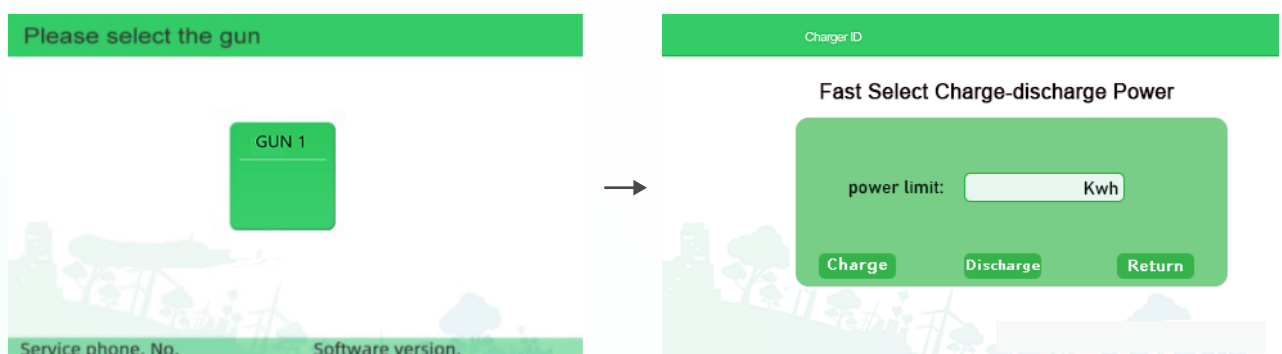 Please select the gun
GUN 1
Service phone. No.
Software version.
Charger ID
Fast Select Charge-discharge Power
power limit:
Kwh
Charge
Discharge
Return